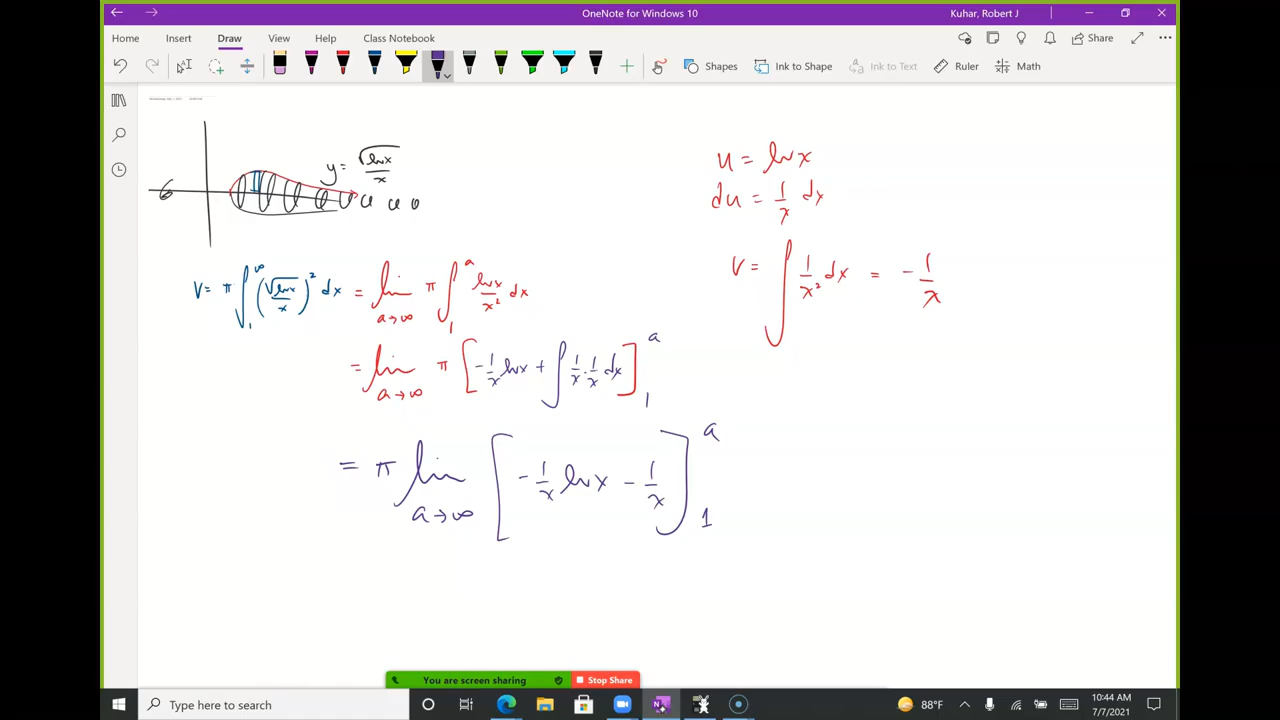 OneNote for Windows 10
Kuhar, Robert J
Home Insert Draw View Help Class Notebook
Share
Shapes Ink to Shape Ink to Text Ruler Math
y = √(ln x)/x
6
u = ln x
du = 1/x dx
V = ∫ 1/x² dx = - 1/x
V = π ∫₁^∞ (√(ln x)/x)² dx = lim a→∞ π ∫₁^a ln x/x² dx
= lim a→∞ π [ -1/x ln x + ∫ 1/x · 1/x dx ]₁^a
= π lim a→∞ [ -1/x ln x - 1/x ]₁^a
You are screen sharing Stop Share
Type here to search
88°F
10:44 AM
7/7/2021